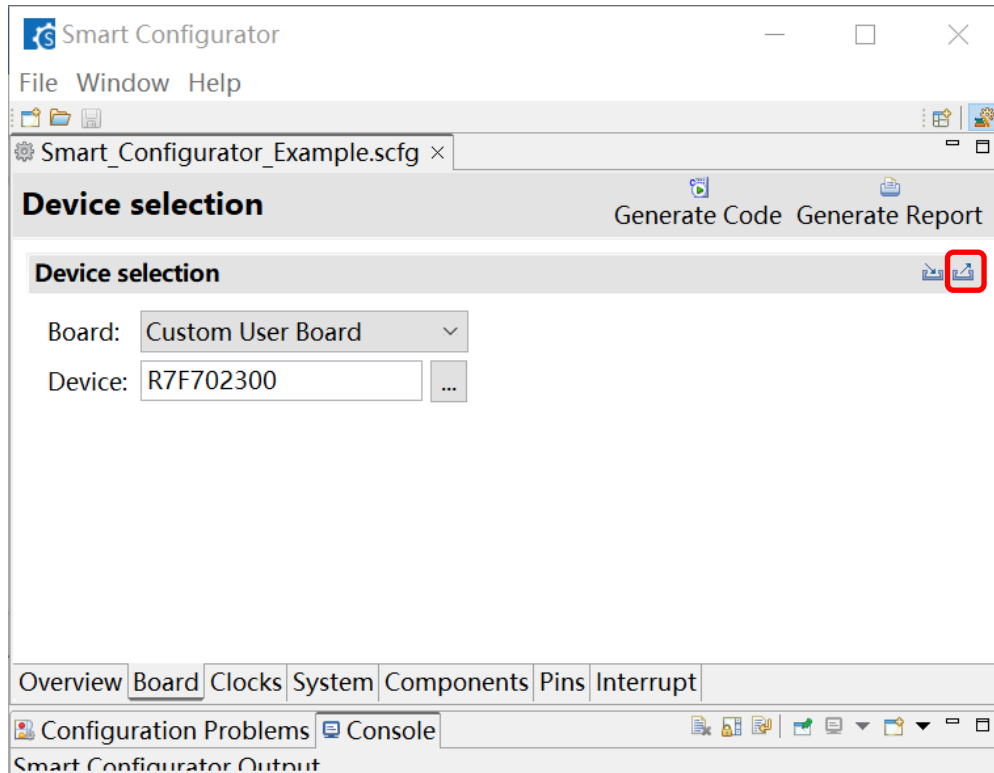 Smart Configurator
File Window Help
Smart_Configurator_Example.scfg
Device selection
Generate Code Generate Report
Device selection
Board: Custom User Board
Device: R7F702300 ...
Overview Board Clocks System Components Pins Interrupt
Configuration Problems Console
Smart Configurator Output